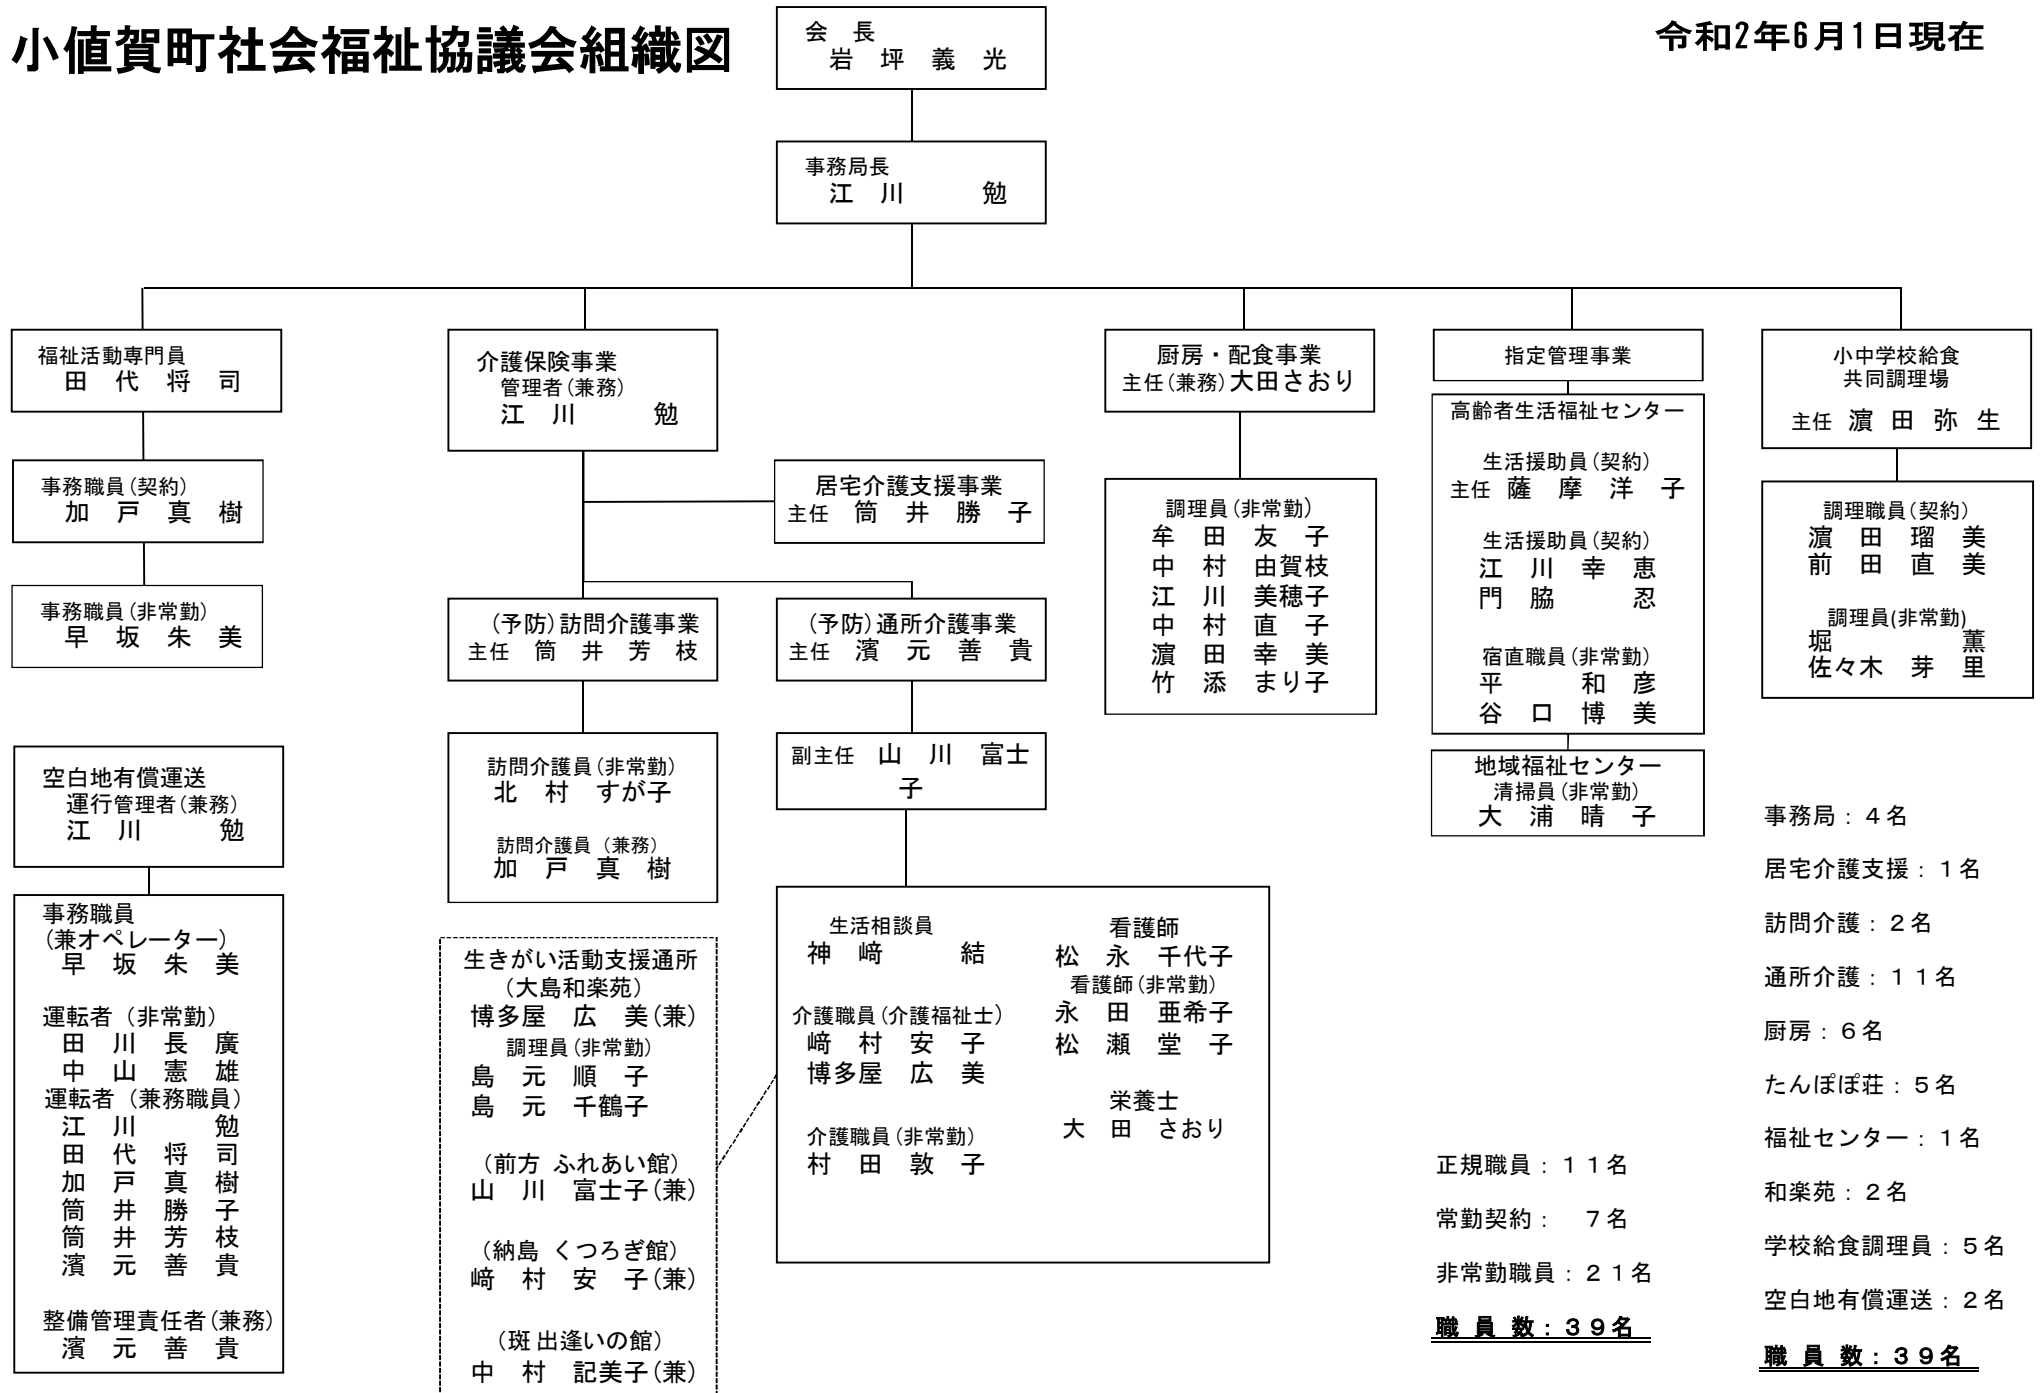 小値賀町社会福祉協議会組織図
令和2年6月1日現在
会 長
岩 坪 義 光
事務局長
江 川 勉
福祉活動専門員
田 代 将 司
事務職員(契約)
加 戸 真 樹
事務職員(非常勤)
早 坂 朱 美
空白地有償運送
運行管理者(兼務)
江 川 勉
事務職員
(兼オペレーター)
早 坂 朱 美
運転者(非常勤)
田 川 長 廣
中 山 憲 雄
運転者(兼務職員)
江 川 勉
田 代 将 司
加 戸 真 樹
筒 井 勝 子
筒 井 芳 枝
濱 元 善 貴
整備管理責任者(兼務)
濱 元 善 貴
介護保険事業
管理者(兼務)
江 川 勉
居宅介護支援事業
主任 筒 井 勝 子
(予防)訪問介護事業
主任 筒 井 芳 枝
訪問介護員(非常勤)
北 村 すが子
訪問介護員(兼務)
加 戸 真 樹
(予防)通所介護事業
主任 濱 元 善 貴
副主任 山 川 富士
子
生活相談員
神 﨑 結
介護職員(介護福祉士)
﨑 村 安 子
博多屋 広 美
介護職員(非常勤)
村 田 敦 子
看護師
松 永 千代子
看護師(非常勤)
永 田 亜希子
松 瀬 堂 子
栄養士
大 田 さおり
生きがい活動支援通所
(大島和楽苑)
博多屋 広 美(兼)
調理員(非常勤)
島 元 順 子
島 元 千鶴子
(前方 ふれあい館)
山 川 富士子(兼)
(納島 くつろぎ館)
﨑 村 安 子(兼)
(斑 出逢いの館)
中 村 記美子(兼)
厨房・配食事業
主任(兼務)大田さおり
調理員(非常勤)
牟 田 友 子
中 村 由賀枝
江 川 美穂子
中 村 直 子
濵 田 幸 美
竹 添 まり子
指定管理事業
高齢者生活福祉センター
生活援助員(契約)
主任 薩 摩 洋 子
生活援助員(契約)
江 川 幸 恵
門 脇 忍
宿直職員(非常勤)
平 和 彦
谷 口 博 美
地域福祉センター
清掃員(非常勤)
大 浦 晴 子
小中学校給食
共同調理場
主任 濵 田 弥 生
調理職員(契約)
濵 田 瑠 美
前 田 直 美
調理員(非常勤)
堀 薫
佐々木 芽 里
正規職員:11名
常勤契約: 7名
非常勤職員:21名
職 員 数:39名
事務局:4名
居宅介護支援:1名
訪問介護:2名
通所介護:11名
厨房:6名
たんぽぽ荘:5名
福祉センター:1名
和楽苑:2名
学校給食調理員:5名
空白地有償運送:2名
職 員 数:39名